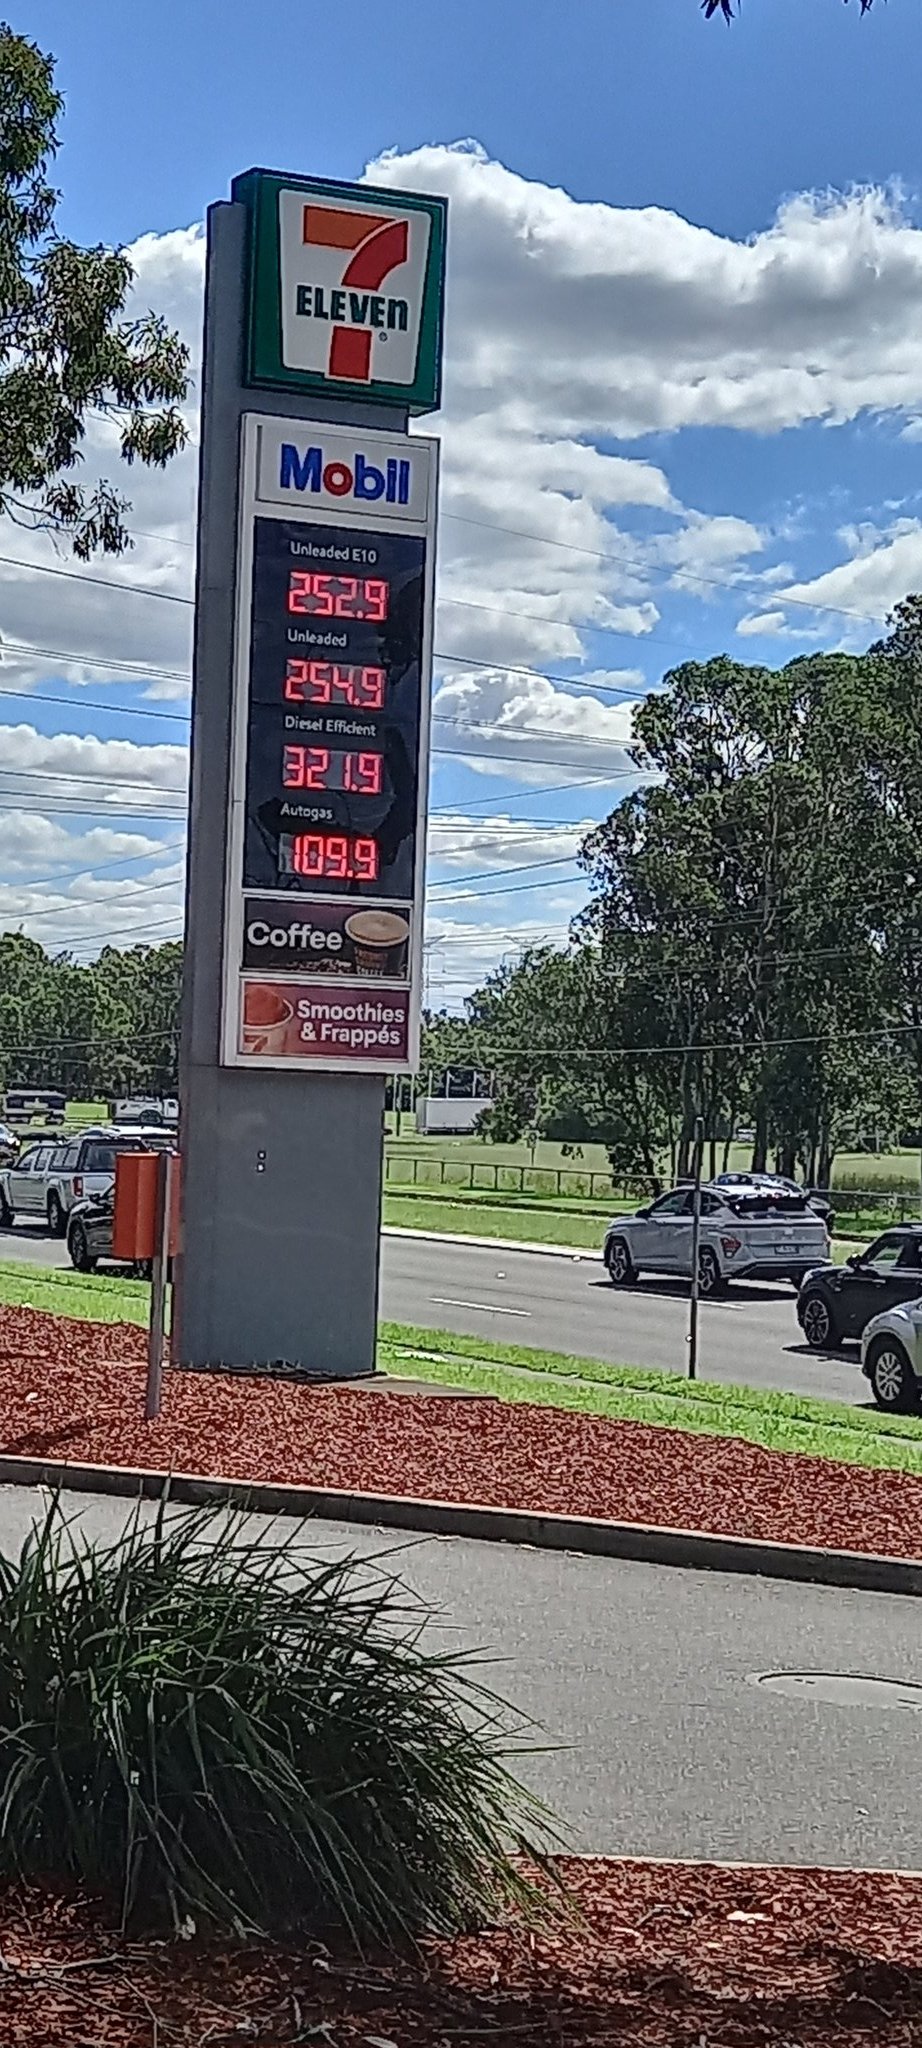 7
ELEVEn
®
Mobil
Unleaded E10
252.9
Unleaded
254.9
Diesel Efficient
321.9
Autogas
109.9
Coffee
Smoothies
& Frappés